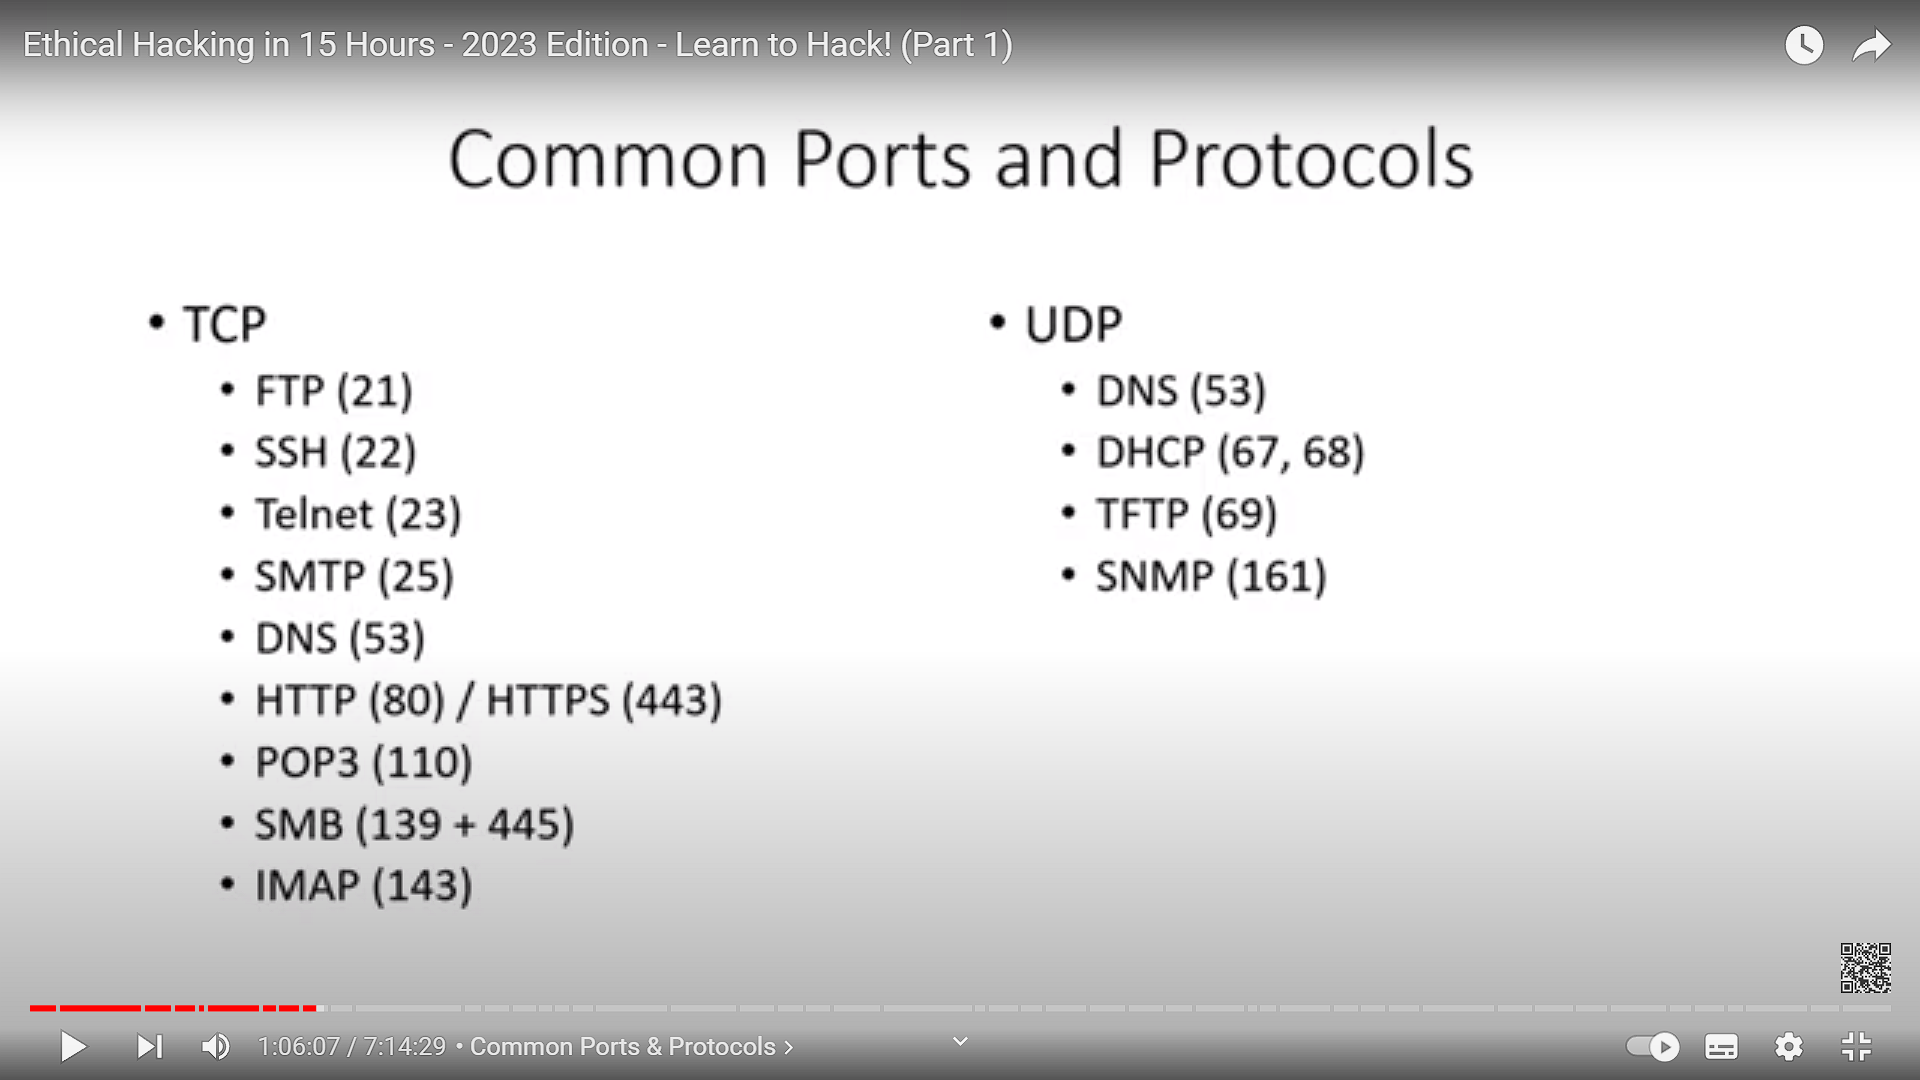 Ethical Hacking in 15 Hours - 2023 Edition - Learn to Hack! (Part 1)
Common Ports and Protocols
• TCP
• FTP (21)
• SSH (22)
• Telnet (23)
• SMTP (25)
• DNS (53)
• HTTP (80) / HTTPS (443)
• POP3 (110)
• SMB (139 + 445)
• IMAP (143)
• UDP
• DNS (53)
• DHCP (67, 68)
• TFTP (69)
• SNMP (161)
1:06:07 / 7:14:29 • Common Ports & Protocols ›